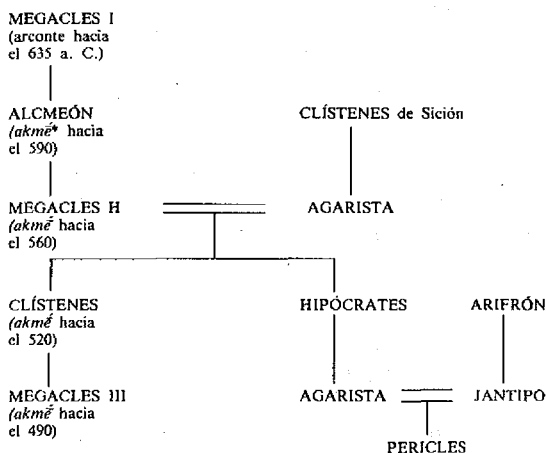 MEGACLES I
(arconte hacia
el 635 a. C.)
ALCMEÓN
(akmē* hacia
el 590)
CLÍSTENES de Sición
MEGACLES II
(akmē hacia
el 560)
AGARISTA
CLÍSTENES
(akmē hacia
el 520)
HIPÓCRATES
ARIFRÓN
MEGACLES III
(akmē hacia
el 490)
AGARISTA
JANTIPO
PERICLES